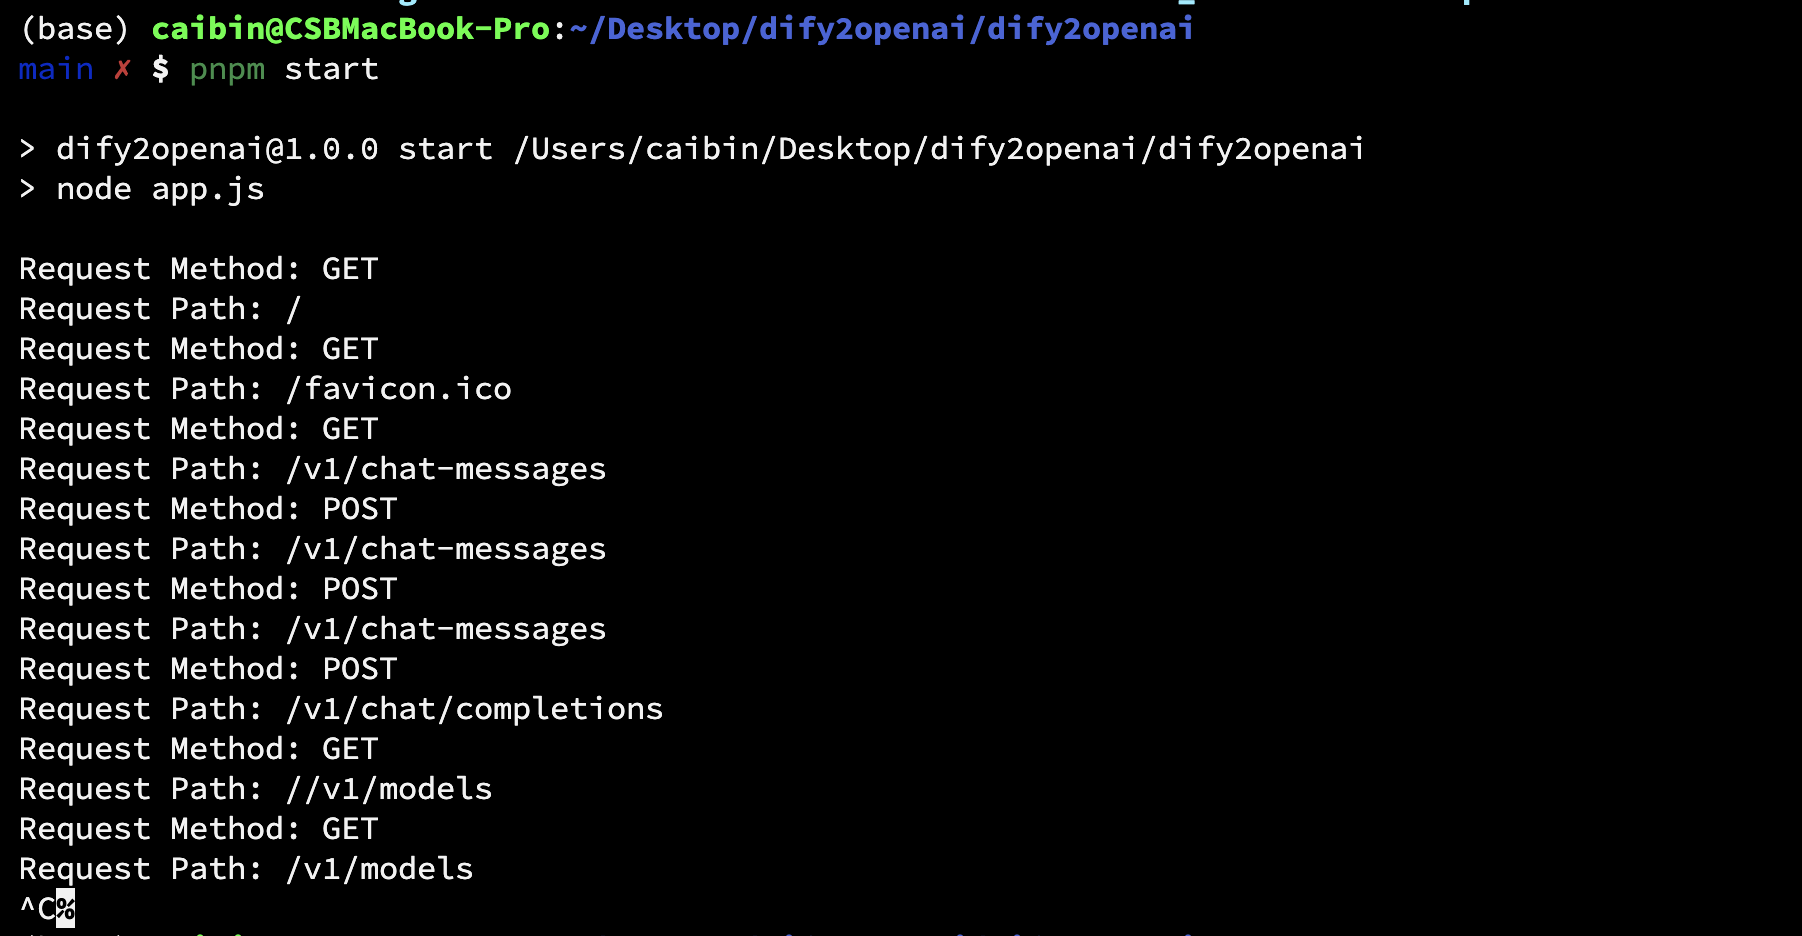 (base) caibin@CSBMacBook-Pro:~/Desktop/dify2openai/dify2openai
main ✗ $ pnpm start
> dify2openai@1.0.0 start /Users/caibin/Desktop/dify2openai/dify2openai
> node app.js
Request Method: GET
Request Path: /
Request Method: GET
Request Path: /favicon.ico
Request Method: GET
Request Path: /v1/chat-messages
Request Method: POST
Request Path: /v1/chat-messages
Request Method: POST
Request Path: /v1/chat-messages
Request Method: POST
Request Path: /v1/chat/completions
Request Method: GET
Request Path: //v1/models
Request Method: GET
Request Path: /v1/models
^C%